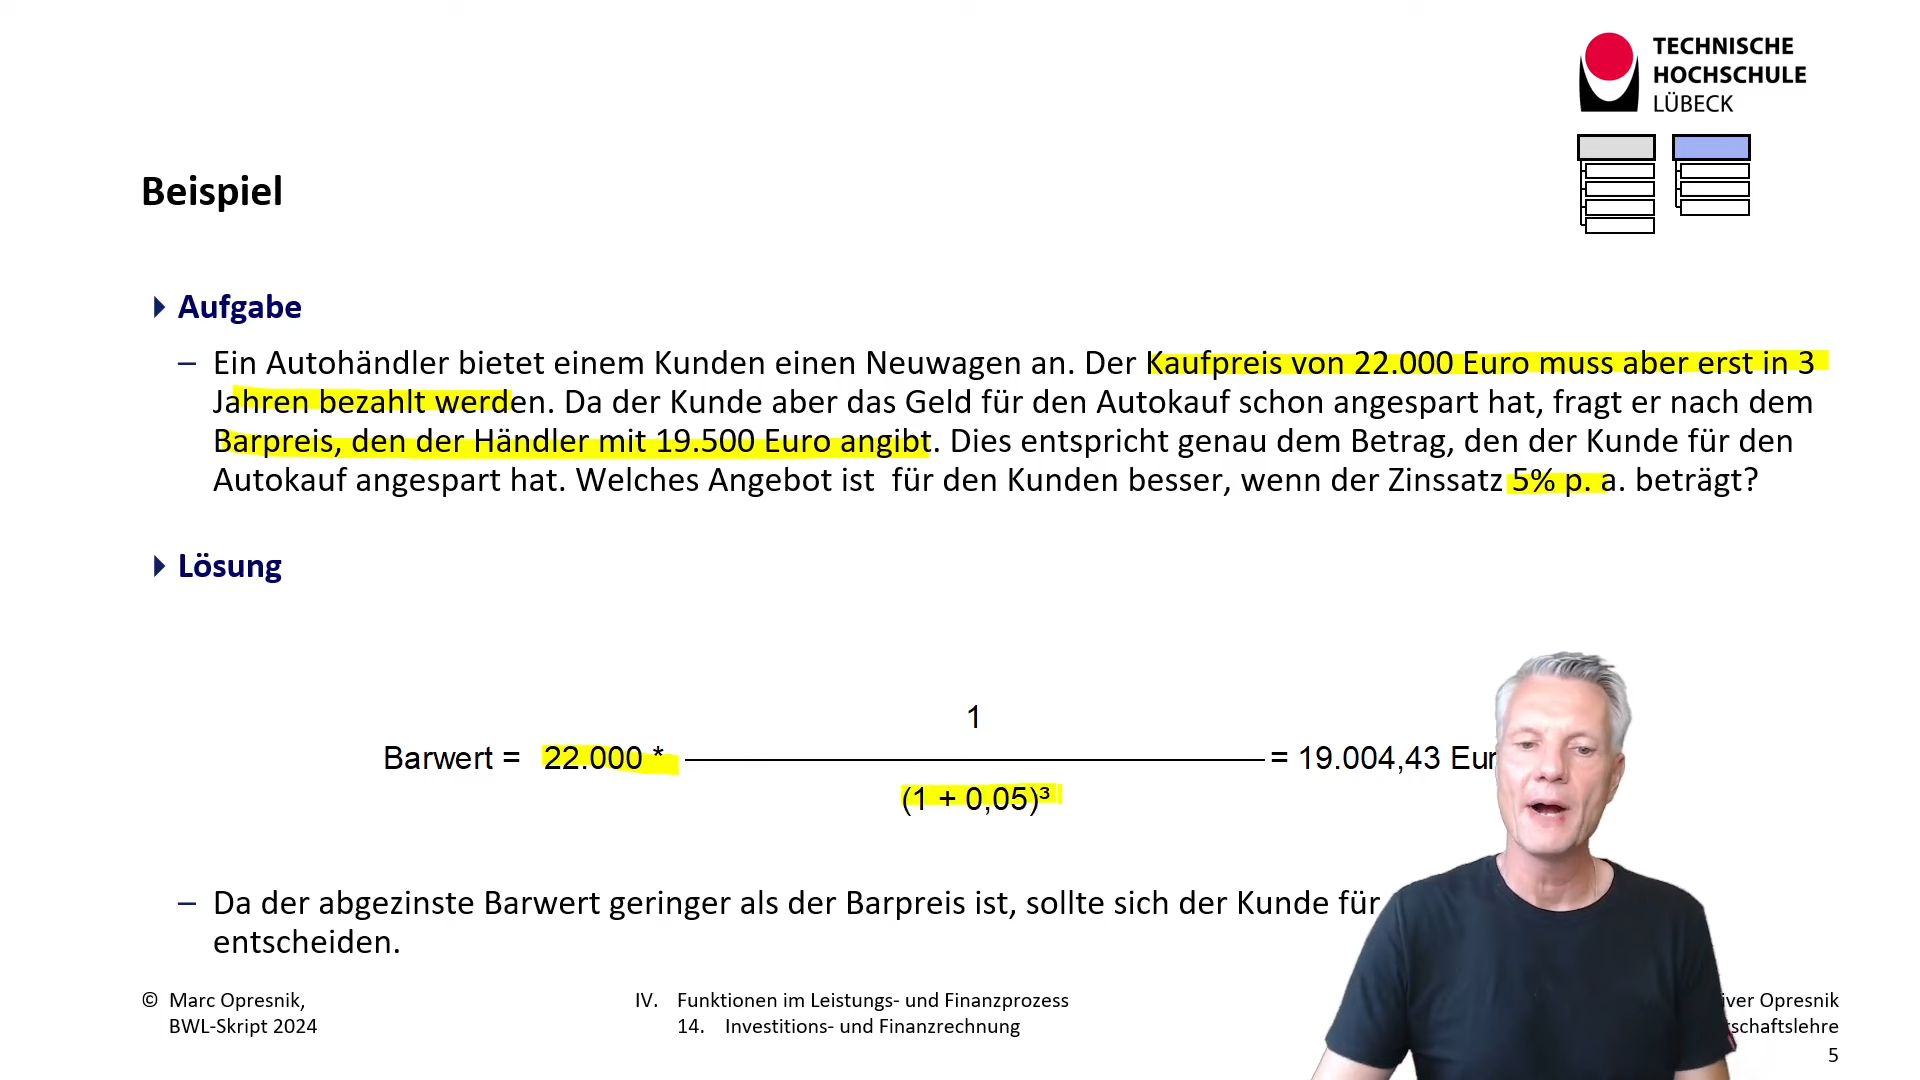 TECHNISCHE
HOCHSCHULE
LÜBECK
Beispiel
Aufgabe
– Ein Autohändler bietet einem Kunden einen Neuwagen an. Der Kaufpreis von 22.000 Euro muss aber erst in 3
Jahren bezahlt werden. Da der Kunde aber das Geld für den Autokauf schon angespart hat, fragt er nach dem
Barpreis, den der Händler mit 19.500 Euro angibt. Dies entspricht genau dem Betrag, den der Kunde für den
Autokauf angespart hat. Welches Angebot ist für den Kunden besser, wenn der Zinssatz 5% p. a. beträgt?
Lösung
1
Barwert = 22.000 * = 19.004,43 Eur
(1 + 0,05)³
– Da der abgezinste Barwert geringer als der Barpreis ist, sollte sich der Kunde für
entscheiden.
© Marc Opresnik,
BWL-Skript 2024
IV. Funktionen im Leistungs- und Finanzprozess
14. Investitions- und Finanzrechnung
iver Opresnik
schaftslehre
5